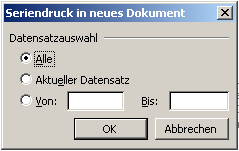 Seriendruck in neues Dokument
Datensatzauswahl
Alle
Aktueller Datensatz
Von: Bis:
OK Abbrechen